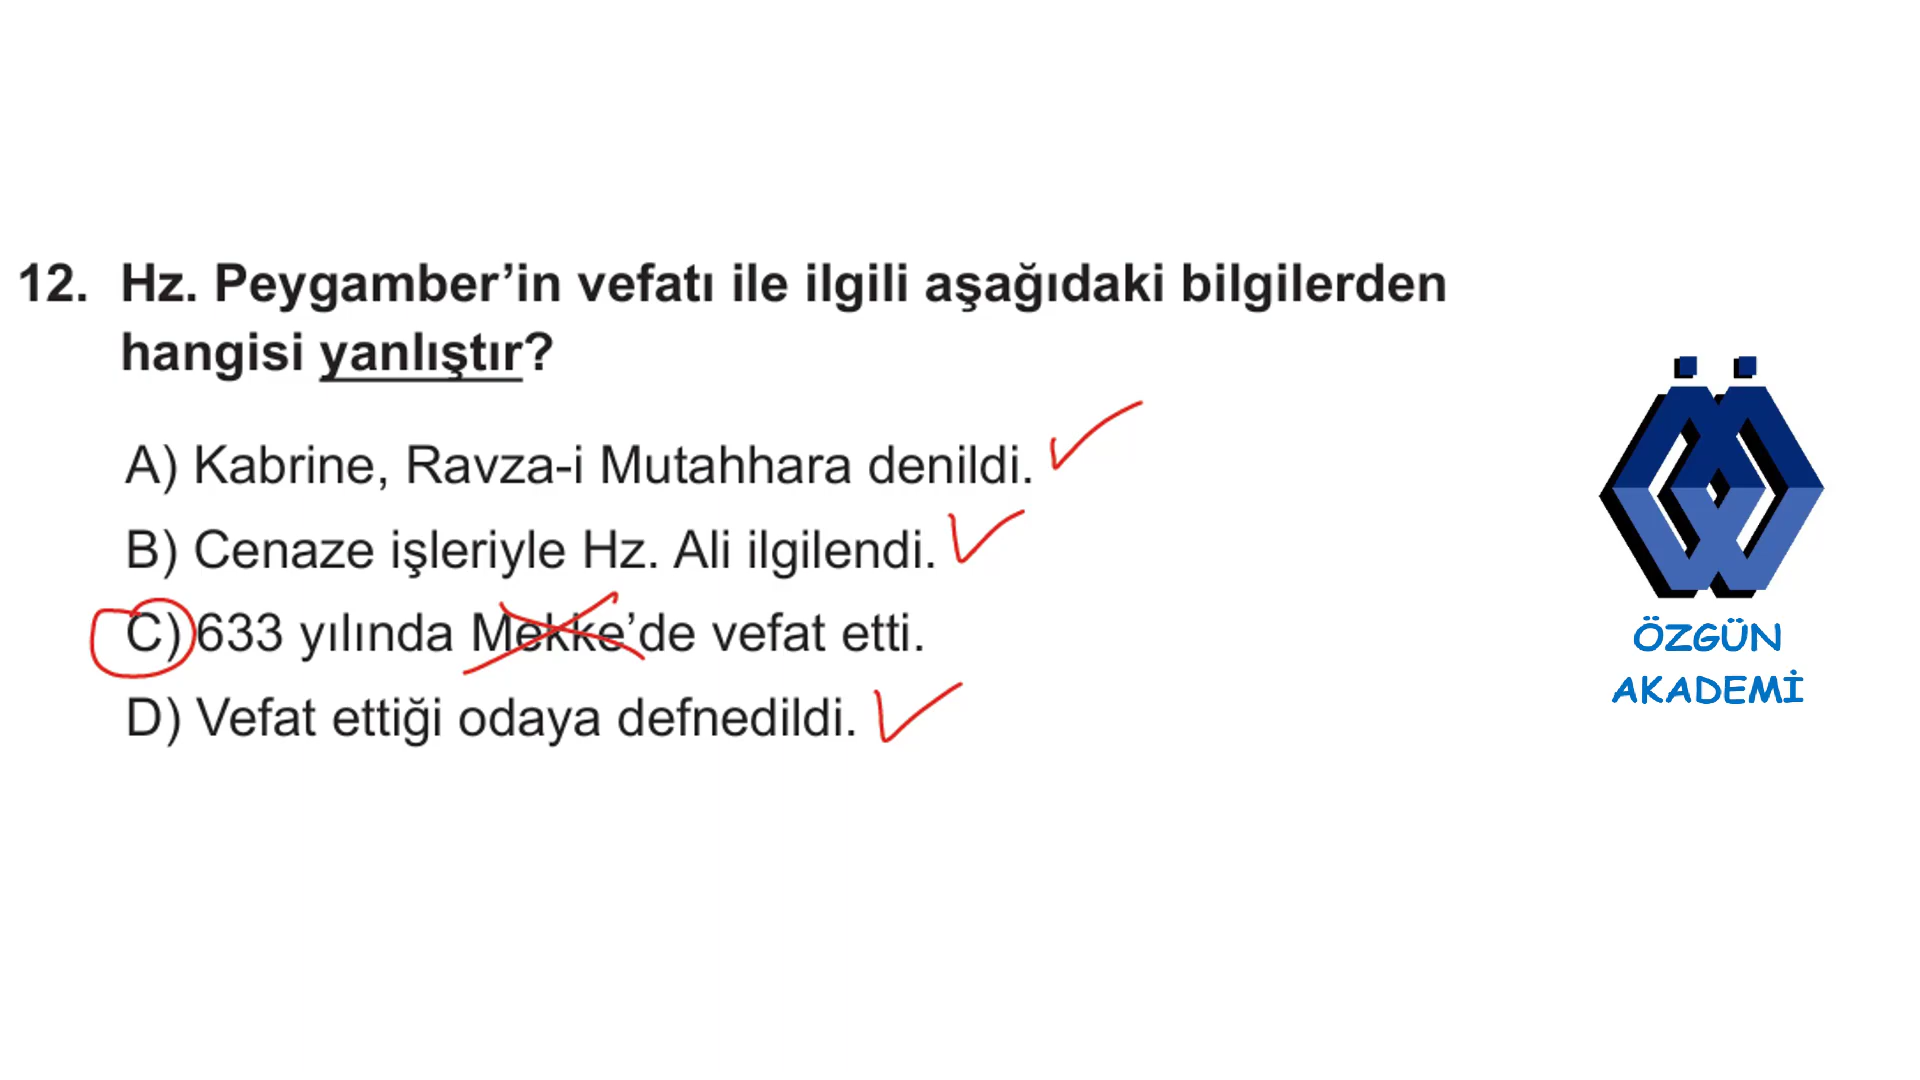 12. Hz. Peygamber’in vefatı ile ilgili aşağıdaki bilgilerden
hangisi yanlıştır?
A) Kabrine, Ravza-i Mutahhara denildi.
B) Cenaze işleriyle Hz. Ali ilgilendi.
C) 633 yılında Mekke’de vefat etti.
D) Vefat ettiği odaya defnedildi.
ÖZGÜN
AKADEMİ